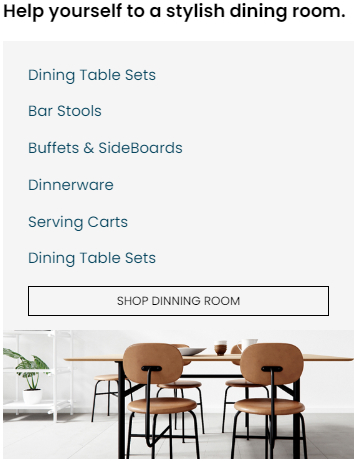 Help yourself to a stylish dining room.
Dining Table Sets
Bar Stools
Buffets & SideBoards
Dinnerware
Serving Carts
Dining Table Sets
SHOP DINNING ROOM